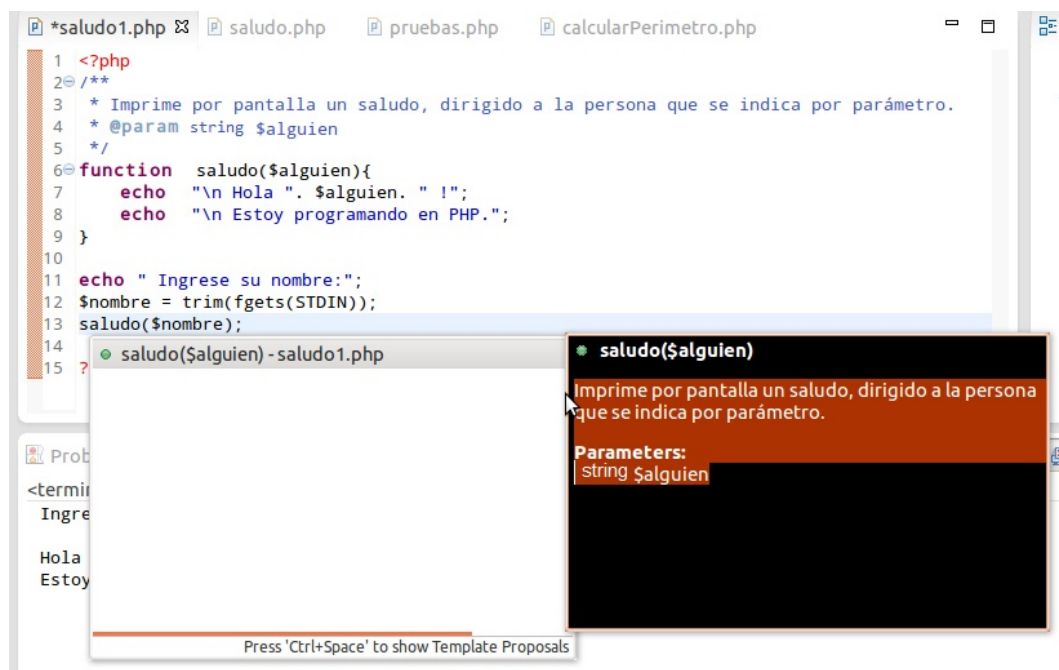 *saludo1.php saludo.php pruebas.php calcularPerimetro.php
1 <?php
2 /**
3 * Imprime por pantalla un saludo, dirigido a la persona que se indica por parámetro.
4 * @param string $alguien
5 */
6 function saludo($alguien){
7 echo "\n Hola ". $alguien. " !";
8 echo "\n Estoy programando en PHP.";
9 }
10
11 echo " Ingrese su nombre:";
12 $nombre = trim(fgets(STDIN));
13 saludo($nombre);
14
15 ?
saludo($alguien) - saludo1.php
Press 'Ctrl+Space' to show Template Proposals
saludo($alguien)
Imprime por pantalla un saludo, dirigido a la persona
que se indica por parámetro.
Parameters:
string $alguien
Prob
<termi
Ingre
Hola
Estoy